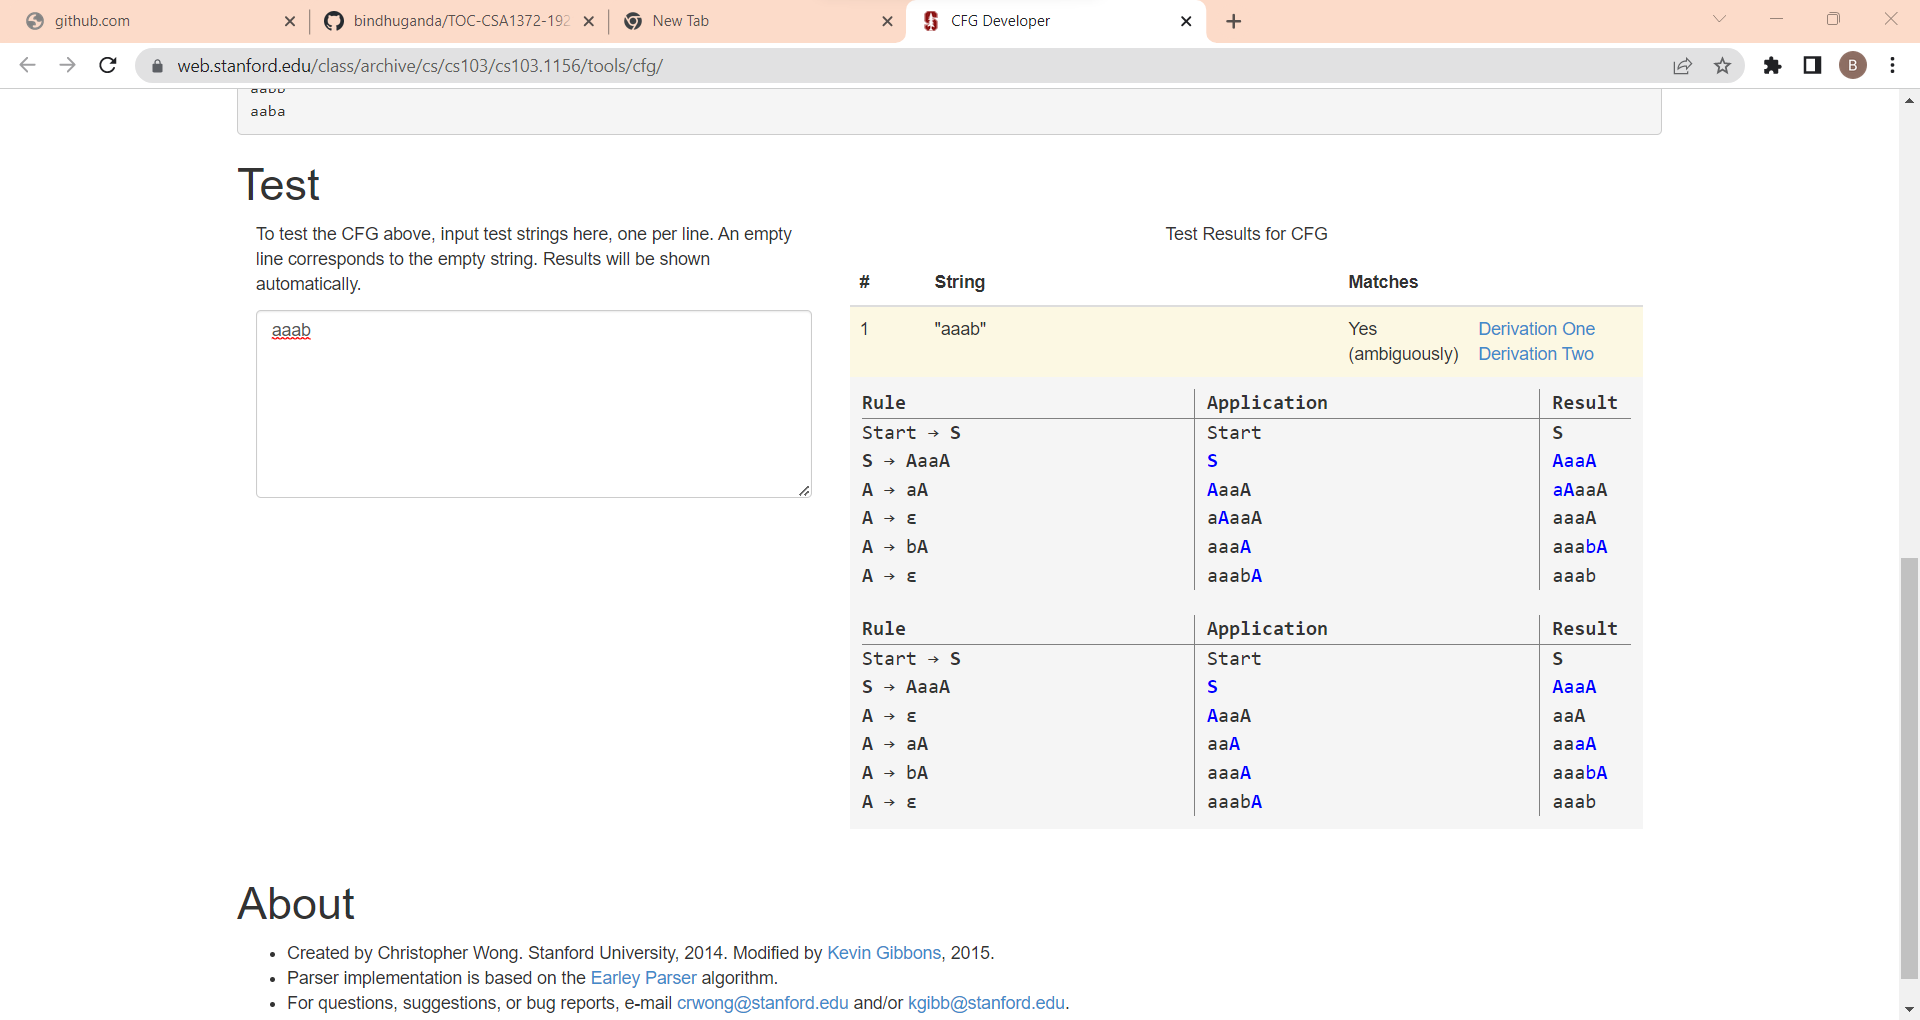 github.com
bindhuganda/TOC-CSA1372-192
New Tab
CFG Developer
web.stanford.edu/class/archive/cs/cs103/cs103.1156/tools/cfg/
B
aabb
aaba
Test
To test the CFG above, input test strings here, one per line. An empty
line corresponds to the empty string. Results will be shown
automatically.
aaab
Test Results for CFG
# String Matches
1 "aaab" Yes Derivation One
(ambiguously) Derivation Two
Rule Application Result
Start → S Start S
S → AaaA S AaaA
A → aA AaaA aAaaA
A → ε aAaaA aaaA
A → bA aaaA aaabA
A → ε aaabA aaab
Rule Application Result
Start → S Start S
S → AaaA S AaaA
A → ε AaaA aaA
A → aA aaA aaaA
A → bA aaaA aaabA
A → ε aaabA aaab
About
• Created by Christopher Wong. Stanford University, 2014. Modified by Kevin Gibbons, 2015.
• Parser implementation is based on the Earley Parser algorithm.
• For questions, suggestions, or bug reports, e-mail crwong@stanford.edu and/or kgibb@stanford.edu.